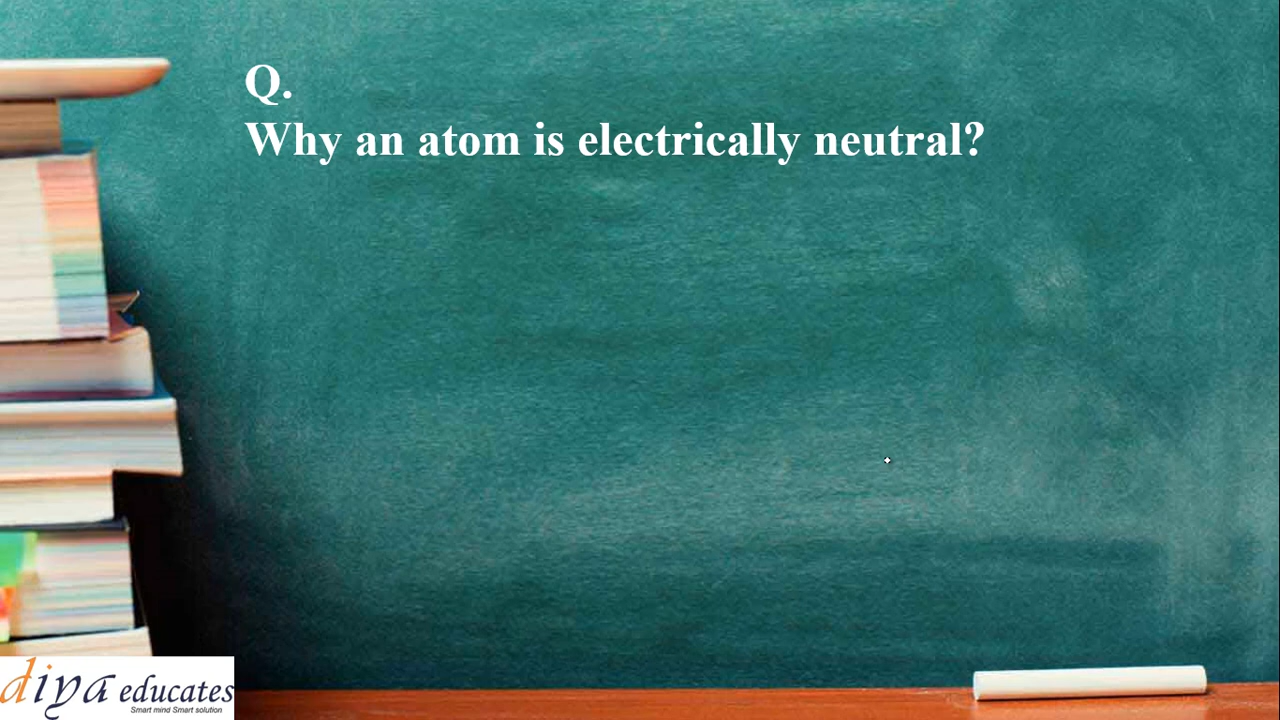 Q.
Why an atom is electrically neutral?
diya educates
Smart mind Smart solution